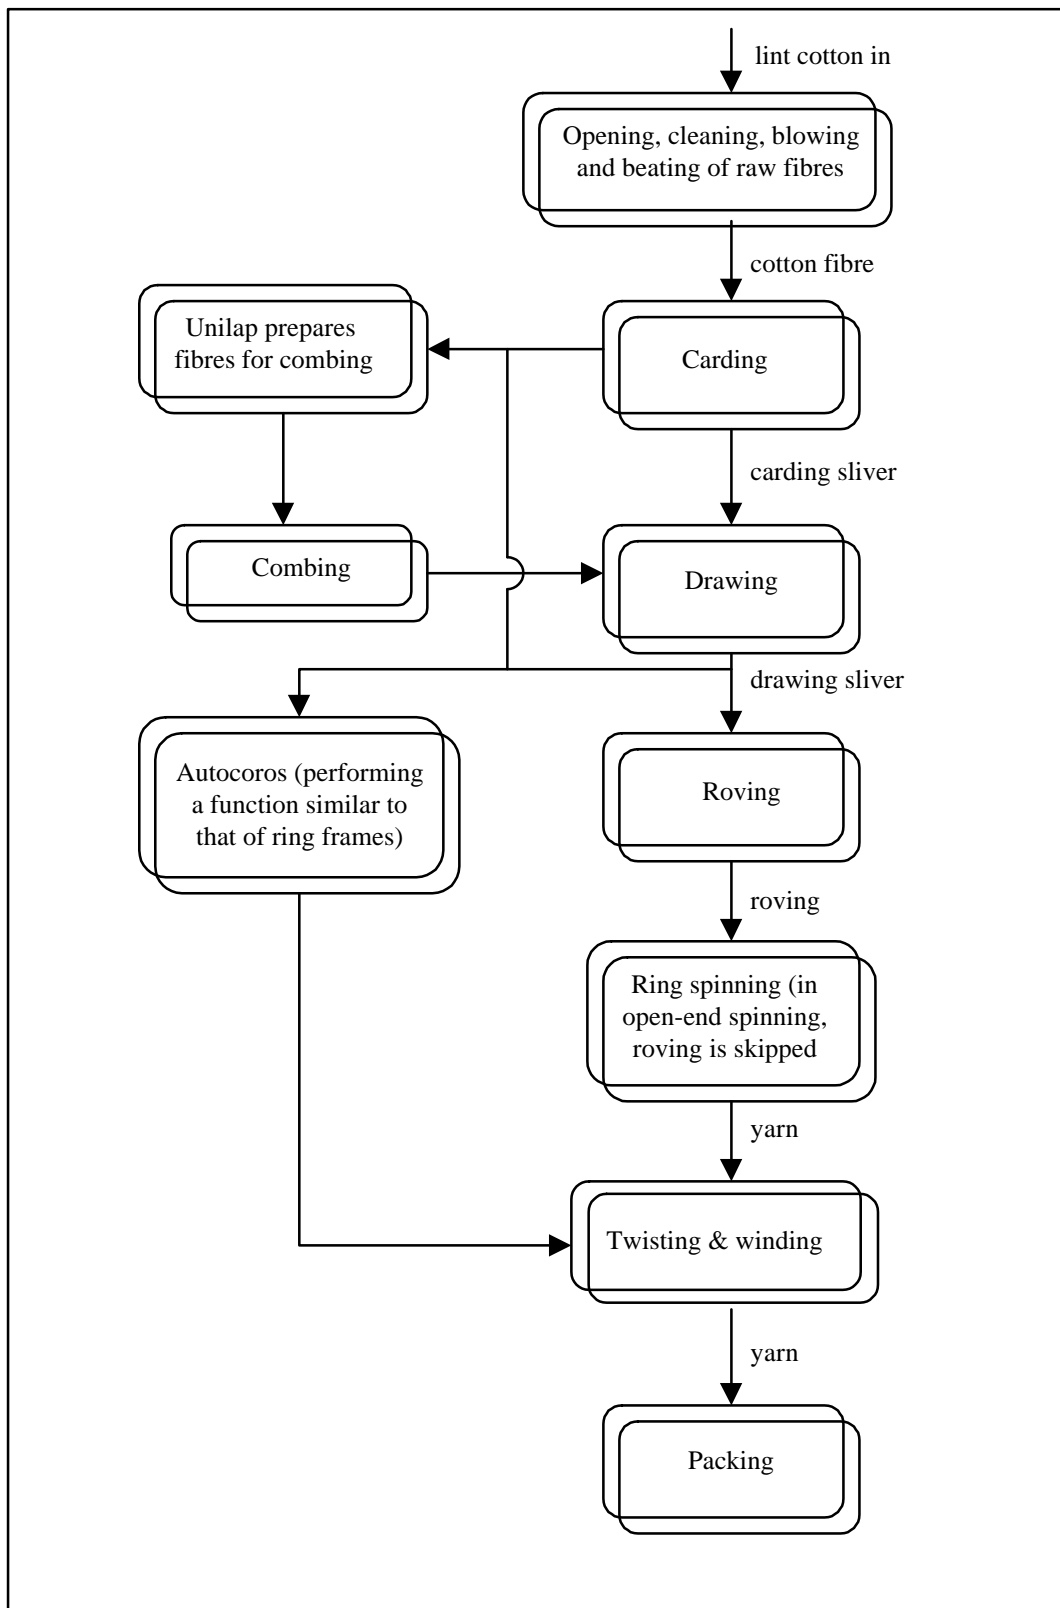 lint cotton in
Opening, cleaning, blowing
and beating of raw fibres
cotton fibre
Unilap prepares
fibres for combing
Carding
carding sliver
Combing
Drawing
drawing sliver
Autocoros (performing
a function similar to
that of ring frames)
Roving
roving
Ring spinning (in
open-end spinning,
roving is skipped
yarn
Twisting & winding
yarn
Packing